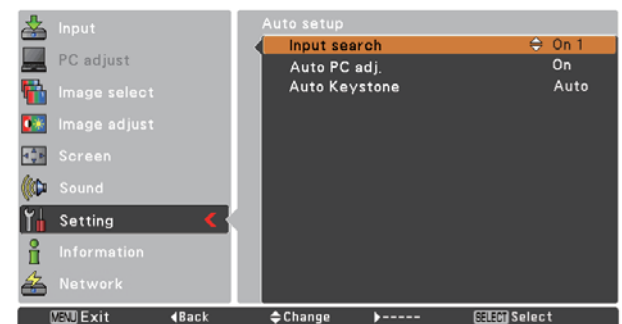 Input
PC adjust
Image select
Image adjust
Screen
Sound
Setting
Information
Network
Auto setup
Input search On 1
Auto PC adj. On
Auto Keystone Auto
MENU Exit Back Change ----- SELECT Select